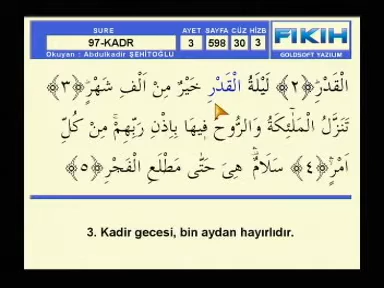 SURE AYET SAYFA CÜZ HİZB
97-KADR 3 598 30 3
Okuyen : Abdulkadir ŞEHİTOĞLU
FIKIH
GOLDSOFT YAZILIM
الْقَدْرِۜ ﴿٢﴾ لَيْلَةُ الْقَدْرِ خَيْرٌ مِنْ اَلْفِ شَهْرٍۜ ﴿٣﴾
تَنَزَّلُ الْمَلٰٓئِكَةُ وَالرُّوحُ فٖيهَا بِاِذْنِ رَبِّهِمْۚ مِنْ كُلِّ
اَمْرٍۙ ﴿٤﴾ سَلَامٌ۠ هِىَ حَتّٰى مَطْلَعِ الْفَجْرِ ﴿٥﴾
3. Kadir gecesi, bin aydan hayırlıdır.